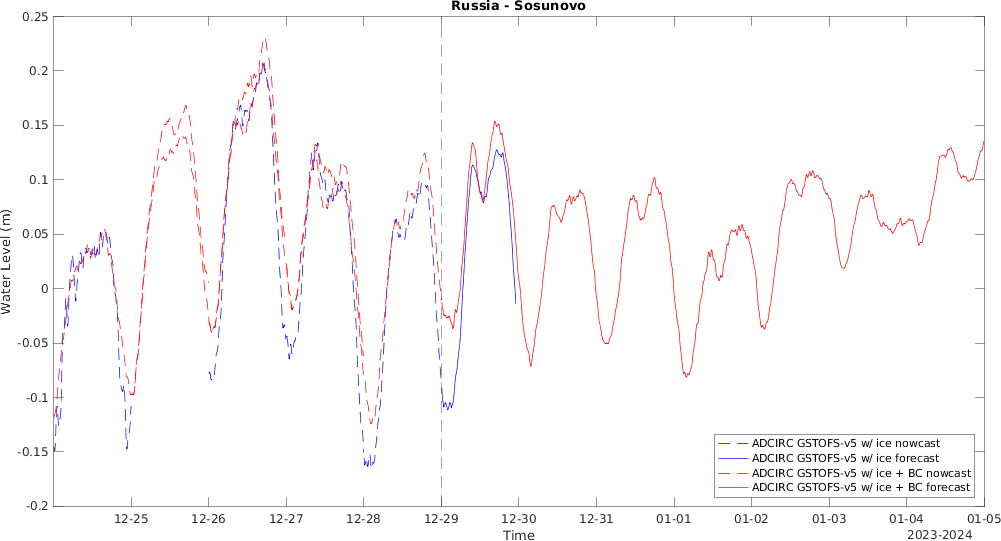 Russia - Sosunovo
0.25
0.2
0.15
0.1
0.05
0
-0.05
-0.1
-0.15
-0.2
Water Level (m)
ADCIRC GSTOFS-v5 w/ ice nowcast
ADCIRC GSTOFS-v5 w/ ice forecast
ADCIRC GSTOFS-v5 w/ ice + BC nowcast
ADCIRC GSTOFS-v5 w/ ice + BC forecast
12-25 12-26 12-27 12-28 12-29 12-30 12-31 01-01 01-02 01-03 01-04 01-05
Time
2023-2024